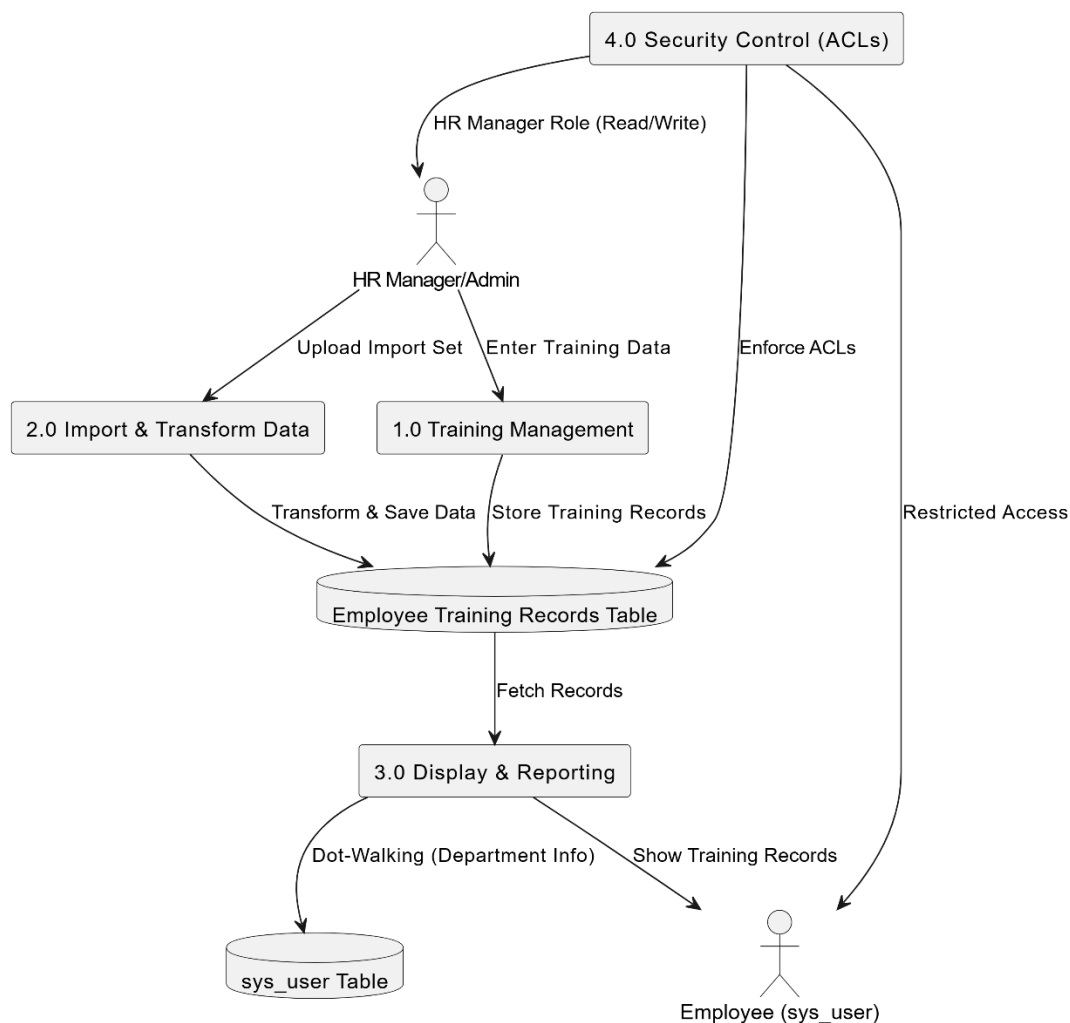 4.0 Security Control (ACLs)
HR Manager Role (Read/Write)
HR Manager/Admin
Upload Import Set
Enter Training Data
Enforce ACLs
2.0 Import & Transform Data
1.0 Training Management
Transform & Save Data
Store Training Records
Restricted Access
Employee Training Records Table
Fetch Records
3.0 Display & Reporting
Dot-Walking (Department Info)
Show Training Records
sys_user Table
Employee (sys_user)